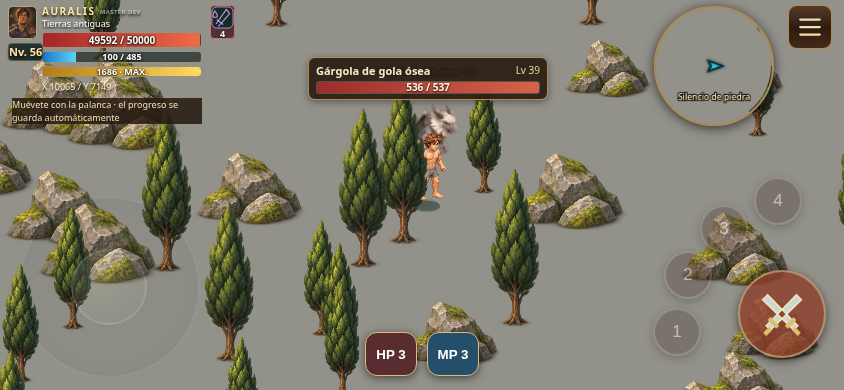 AURALIS MASTER DEV
Tierras antiguas
49592 / 50000
Nv. 56
100 / 485
1686 · MAX.
X 10065 / Y 7149
Muévete con la palanca · el progreso se
guarda automáticamente
4
Gárgola de gola ósea
Lv 39
536 / 537
Silencio de piedra
4
3
2
1
HP 3
MP 3